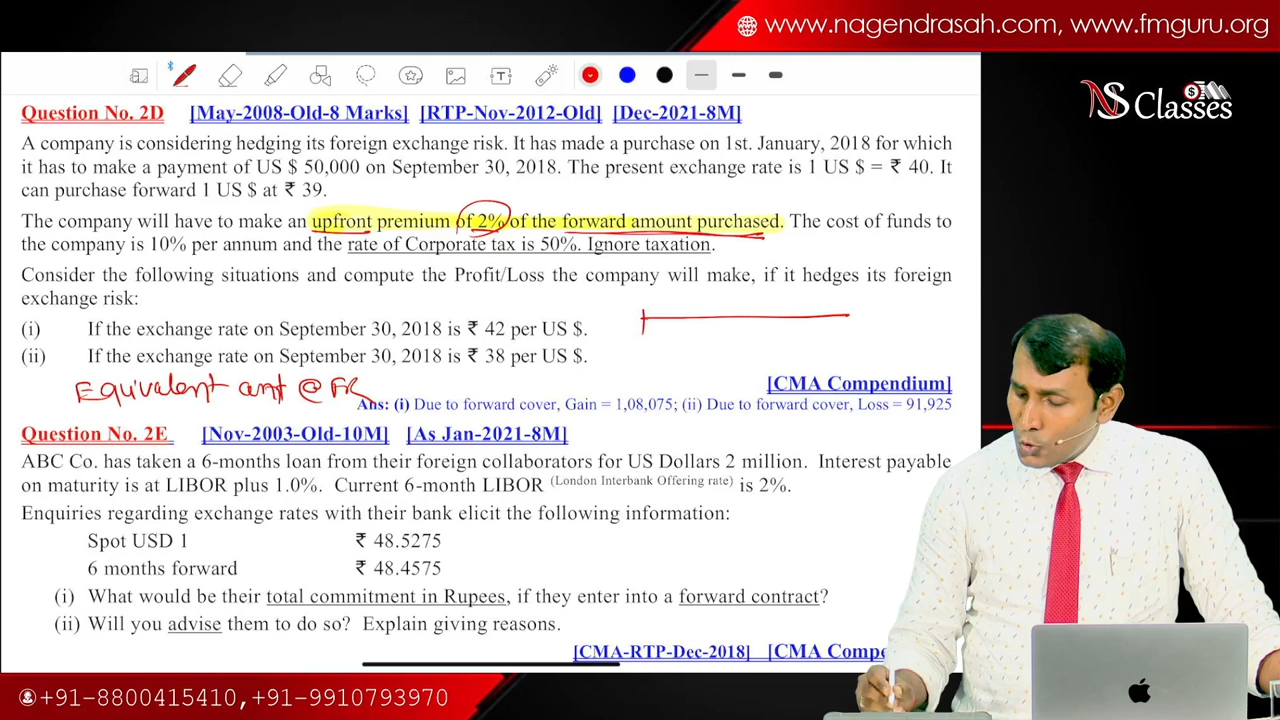 www.nagendrasah.com, www.fmguru.org
NS Classes
Question No. 2D [May-2008-Old-8 Marks] [RTP-Nov-2012-Old] [Dec-2021-8M]
A company is considering hedging its foreign exchange risk. It has made a purchase on 1st. January, 2018 for which
it has to make a payment of US $ 50,000 on September 30, 2018. The present exchange rate is 1 US $ = ₹ 40. It
can purchase forward 1 US $ at ₹ 39.
The company will have to make an upfront premium of 2% of the forward amount purchased. The cost of funds to
the company is 10% per annum and the rate of Corporate tax is 50%. Ignore taxation.
Consider the following situations and compute the Profit/Loss the company will make, if it hedges its foreign
exchange risk:
(i) If the exchange rate on September 30, 2018 is ₹ 42 per US $.
(ii) If the exchange rate on September 30, 2018 is ₹ 38 per US $.
Equivalent amt @ FR
[CMA Compendium]
Ans: (i) Due to forward cover, Gain = 1,08,075; (ii) Due to forward cover, Loss = 91,925
Question No. 2E [Nov-2003-Old-10M] [As Jan-2021-8M]
ABC Co. has taken a 6-months loan from their foreign collaborators for US Dollars 2 million. Interest payable
on maturity is at LIBOR plus 1.0%. Current 6-month LIBOR (London Interbank Offering rate) is 2%.
Enquiries regarding exchange rates with their bank elicit the following information:
Spot USD 1 ₹ 48.5275
6 months forward ₹ 48.4575
(i) What would be their total commitment in Rupees, if they enter into a forward contract?
(ii) Will you advise them to do so? Explain giving reasons.
[CMA-RTP-Dec-2018] [CMA Compe
+91-8800415410,+91-9910793970